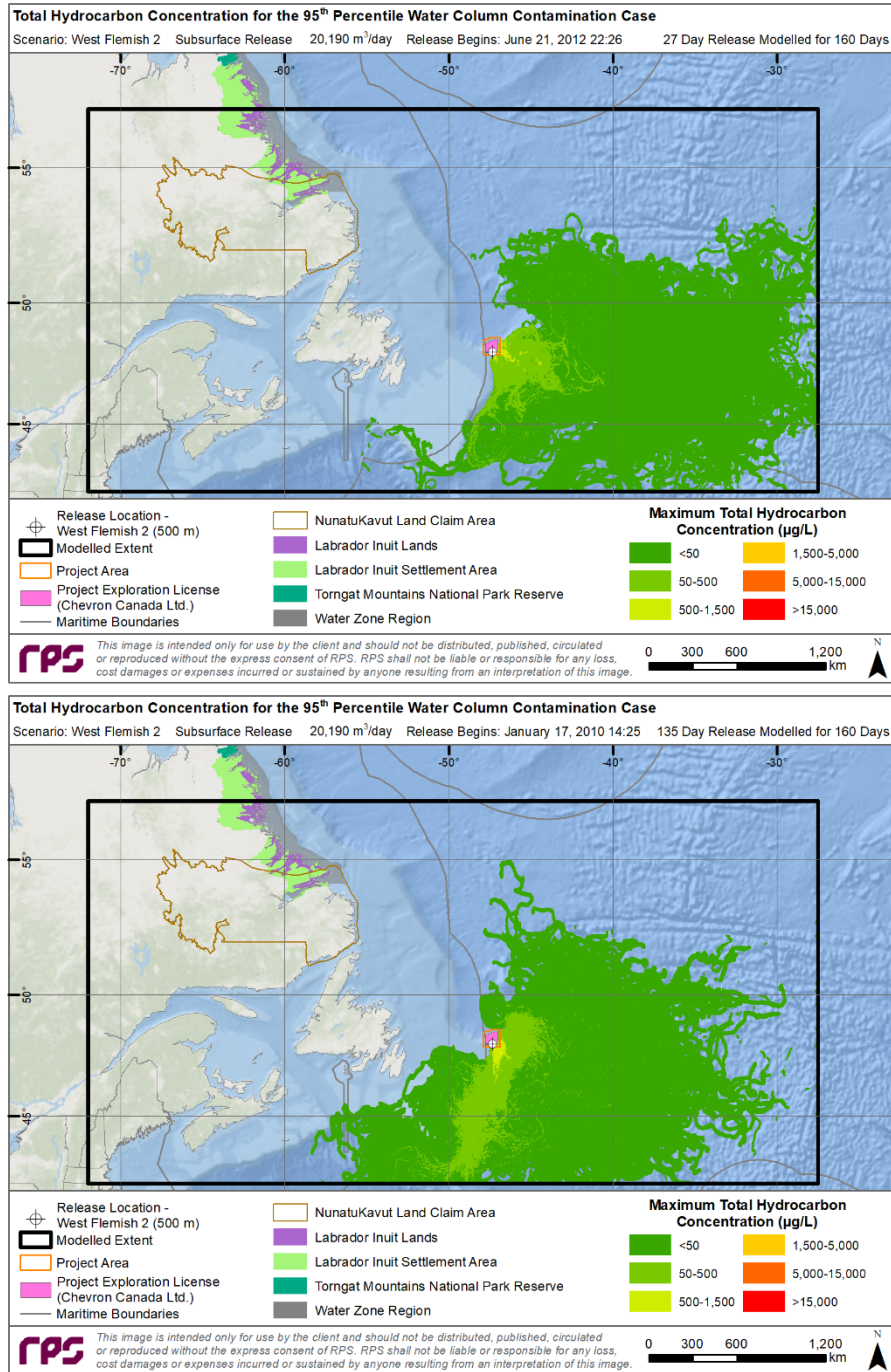 Total Hydrocarbon Concentration for the 95th Percentile Water Column Contamination Case
Scenario: West Flemish 2 Subsurface Release 20,190 m³/day Release Begins: June 21, 2012 22:26 27 Day Release Modelled for 160 Days
-70° -60° -50° -40° -30°
55°
50°
45°
Release Location -
West Flemish 2 (500 m)
Modelled Extent
Project Area
Project Exploration License
(Chevron Canada Ltd.)
Maritime Boundaries
NunatuKavut Land Claim Area
Labrador Inuit Lands
Labrador Inuit Settlement Area
Torngat Mountains National Park Reserve
Water Zone Region
Maximum Total Hydrocarbon
Concentration (µg/L)
<50 1,500-5,000
50-500 5,000-15,000
500-1,500 >15,000
rps
This image is intended only for use by the client and should not be distributed, published, circulated
or reproduced without the express consent of RPS. RPS shall not be liable or responsible for any loss,
cost damages or expenses incurred or sustained by anyone resulting from an interpretation of this image.
0 300 600 1,200
km
N
Total Hydrocarbon Concentration for the 95th Percentile Water Column Contamination Case
Scenario: West Flemish 2 Subsurface Release 20,190 m³/day Release Begins: January 17, 2010 14:25 135 Day Release Modelled for 160 Days
-70° -60° -50° -40° -30°
55°
50°
45°
Release Location -
West Flemish 2 (500 m)
Modelled Extent
Project Area
Project Exploration License
(Chevron Canada Ltd.)
Maritime Boundaries
NunatuKavut Land Claim Area
Labrador Inuit Lands
Labrador Inuit Settlement Area
Torngat Mountains National Park Reserve
Water Zone Region
Maximum Total Hydrocarbon
Concentration (µg/L)
<50 1,500-5,000
50-500 5,000-15,000
500-1,500 >15,000
rps
This image is intended only for use by the client and should not be distributed, published, circulated
or reproduced without the express consent of RPS. RPS shall not be liable or responsible for any loss,
cost damages or expenses incurred or sustained by anyone resulting from an interpretation of this image.
0 300 600 1,200
km
N